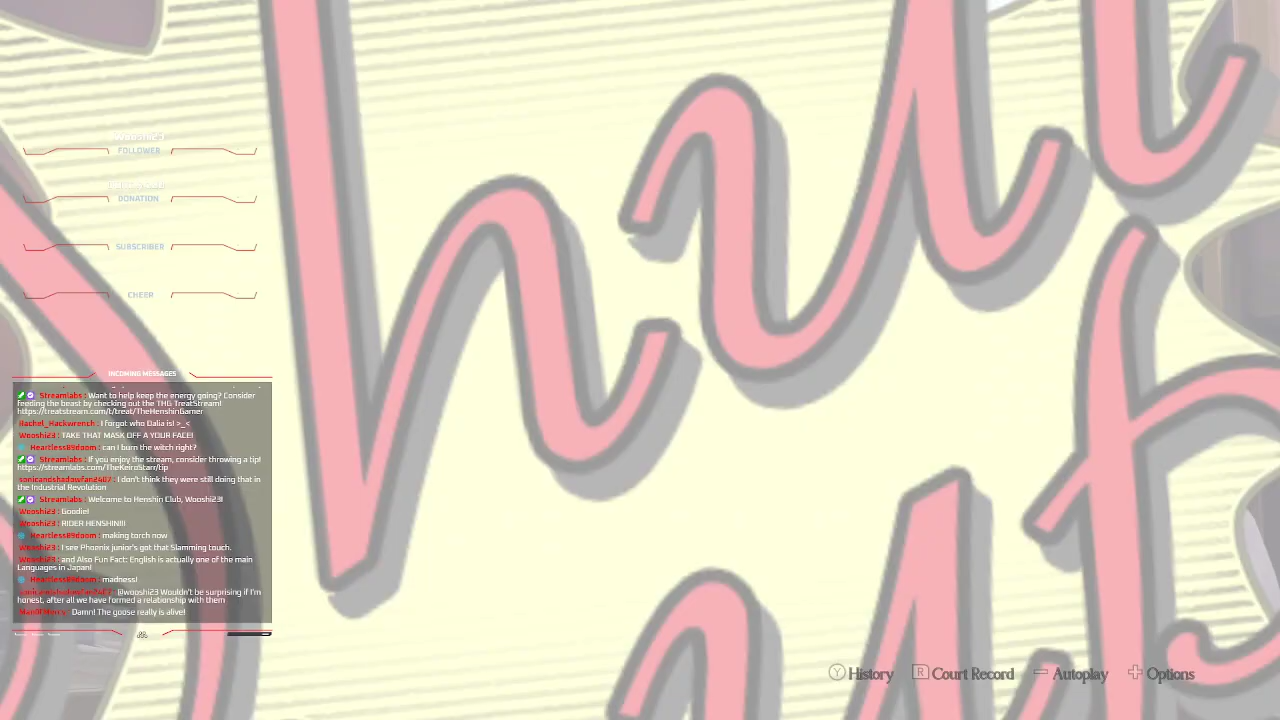 Shut up
Wooshi23
FOLLOWER
DONATION
SUBSCRIBER
CHEER
INCOMING MESSAGES
Streamlabs: Want to help keep the energy going? Consider
feeding the beast by checking out the THG TreatStream!
https://treatstream.com/t/treat/TheHenshinGamer
Rachel_Hackwrench: I forgot who Dalia is! >_<
Wooshi23: TAKE THAT MASK OFF A YOUR FACE!
Heartless89doom: can I burn the witch right?
Streamlabs: If you enjoy the stream, consider throwing a tip!
https://streamlabs.com/TheKeiroStarr/tip
sonicandshadowfan2407: I don't think they were still doing that in
the Industrial Revolution
Streamlabs: Welcome to Henshin Club, Wooshi23!
Wooshi23: Goodie!
Wooshi23: RIDER HENSHIN!!!
Heartless89doom: making torch now
Wooshi23: I see Phoenix junior's got that Slamming touch.
Wooshi23: and Also Fun Fact: English is actually one of the main
Languages in Japan!
Heartless89doom: madness!
sonicandshadowfan2407: @wooshi23 Wouldn't be surprising if I'm
honest, after all we have formed a relationship with them
ManOfMercy: Damn! The goose really is alive!
Y History R Court Record − Autoplay + Options